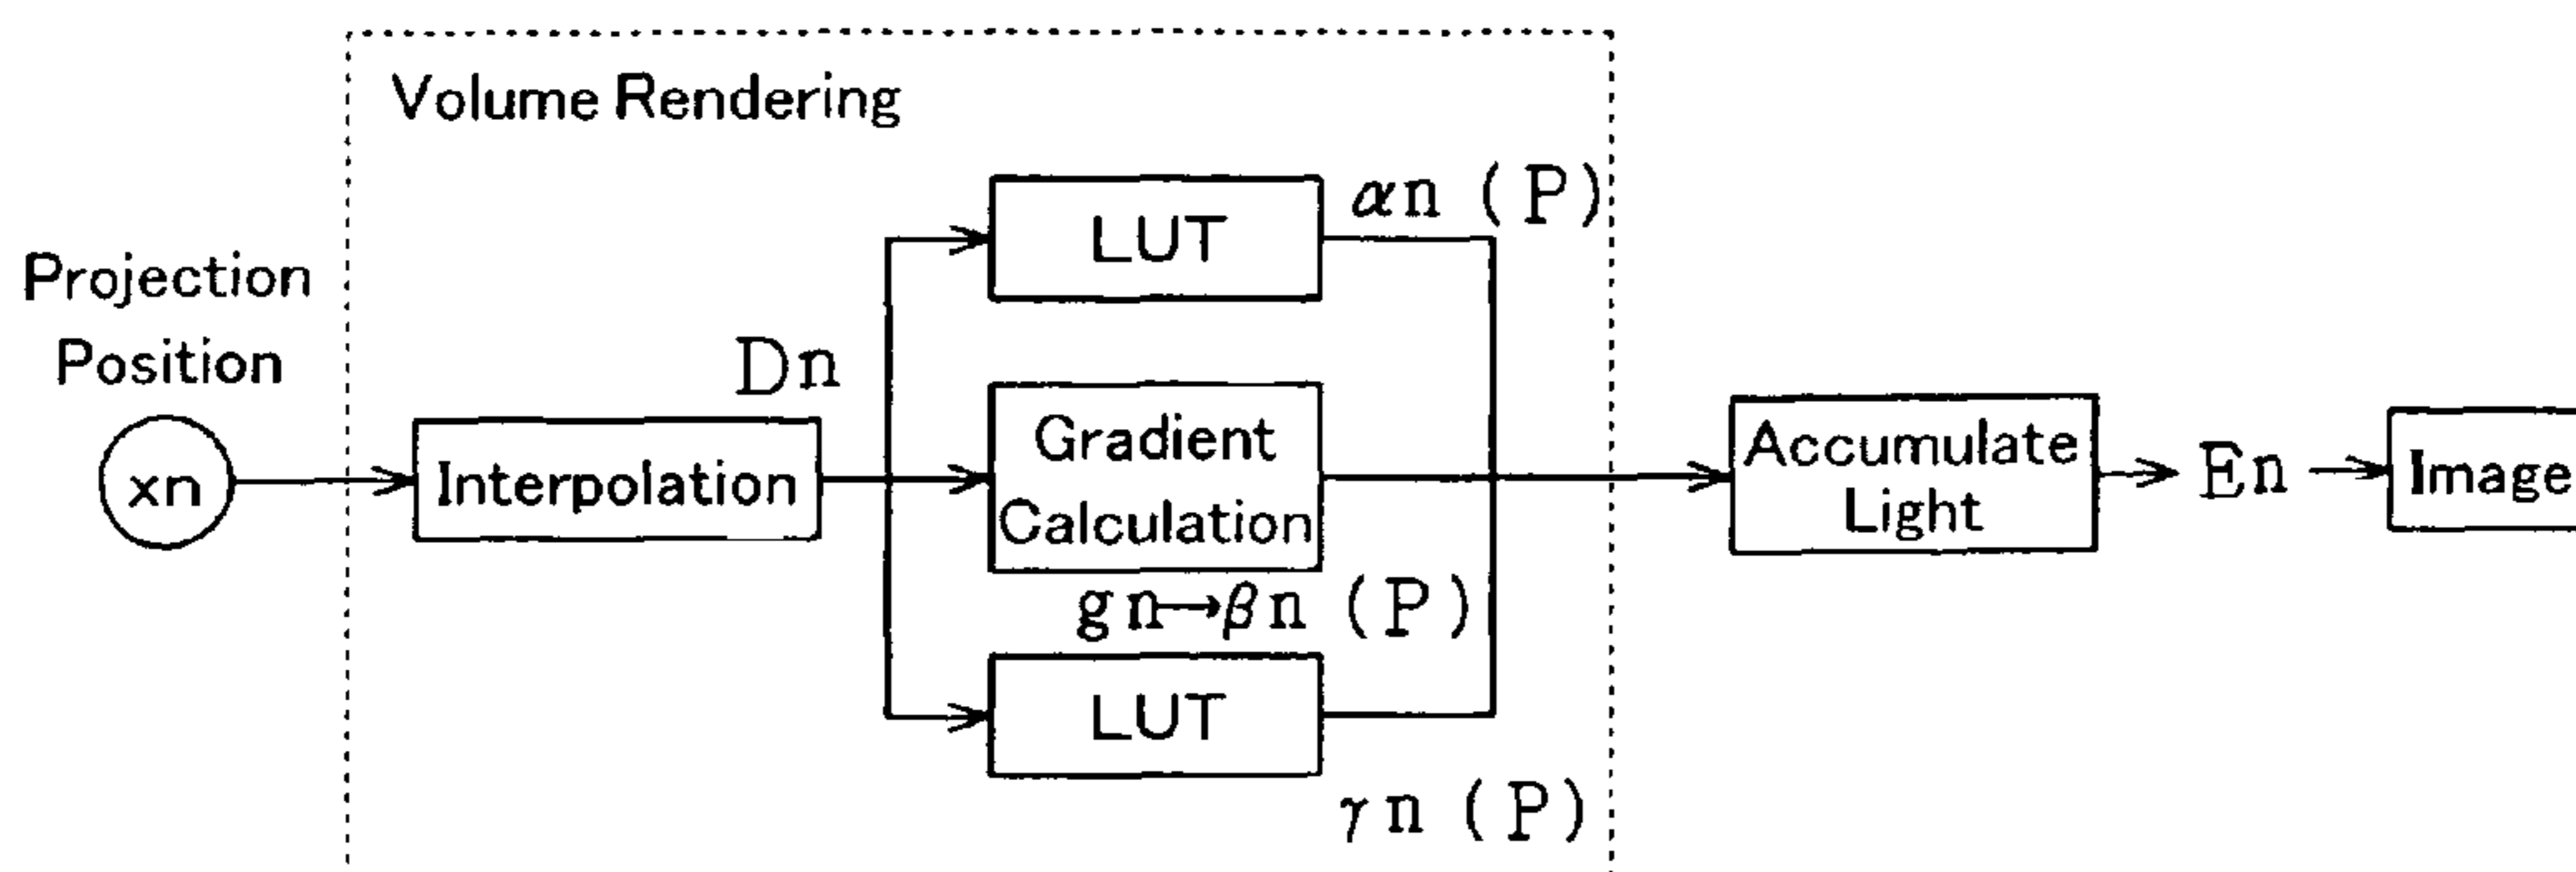 Volume Rendering
Projection
Position
xn
Interpolation
Dn
LUT
αn (P)
Gradient
Calculation
gn→βn (P)
LUT
γn (P)
Accumulate
Light
En
Image